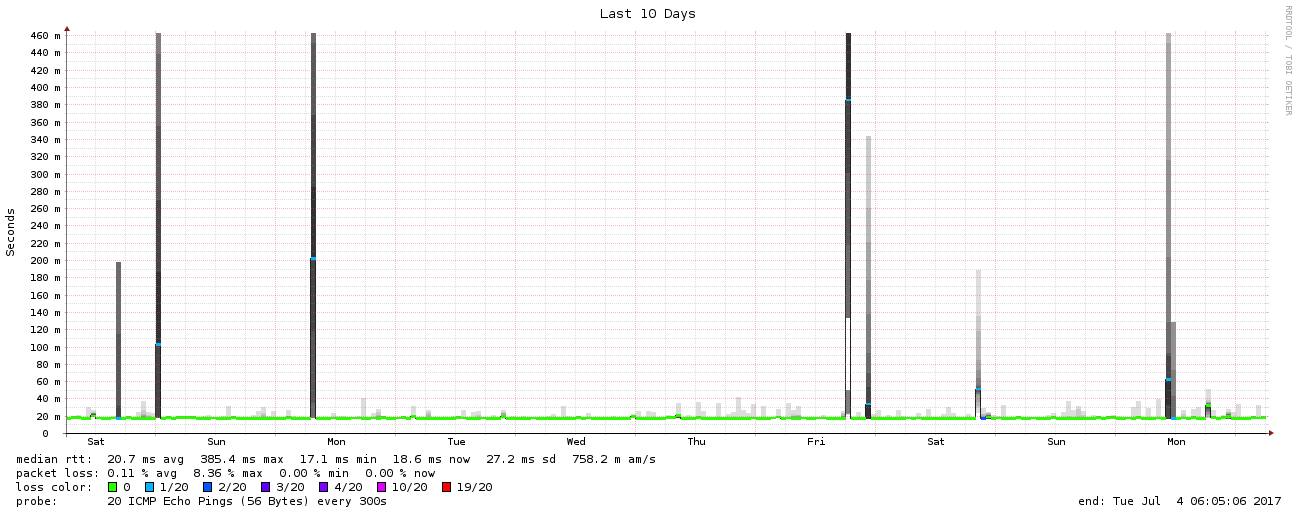 Last 10 Days
RRDTOOL / TOBI OETIKER
Seconds
460 m
440 m
420 m
400 m
380 m
360 m
340 m
320 m
300 m
280 m
260 m
240 m
220 m
200 m
180 m
160 m
140 m
120 m
100 m
80 m
60 m
40 m
20 m
0
Sat Sun Mon Tue Wed Thu Fri Sat Sun Mon
median rtt: 20.7 ms avg 385.4 ms max 17.1 ms min 18.6 ms now 27.2 ms sd 758.2 m am/s
packet loss: 0.11 % avg 8.36 % max 0.00 % min 0.00 % now
loss color: 0 1/20 2/20 3/20 4/20 10/20 19/20
probe: 20 ICMP Echo Pings (56 Bytes) every 300s end: Tue Jul 4 06:05:06 2017